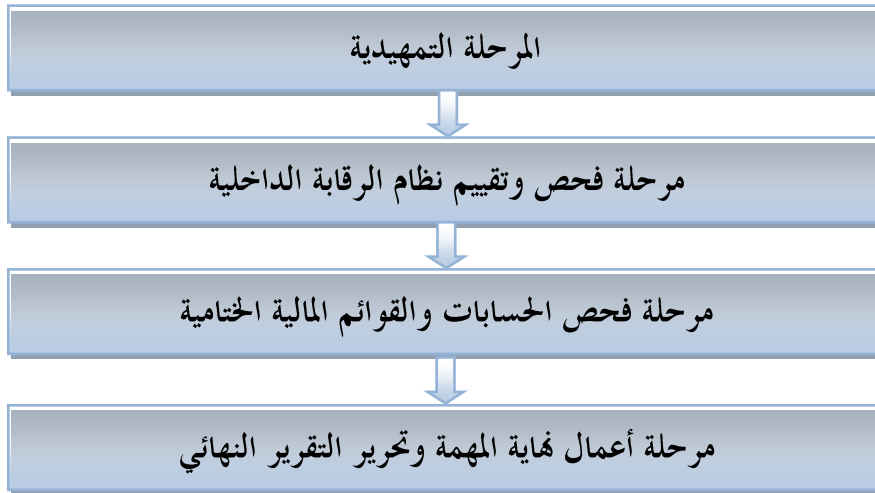 المرحلة التمهيدية
مرحلة فحص وتقييم نظام الرقابة الداخلية
مرحلة فحص الحسابات والقوائم المالية الختامية
مرحلة أعمال نهاية المهمة وتحرير التقرير النهائي